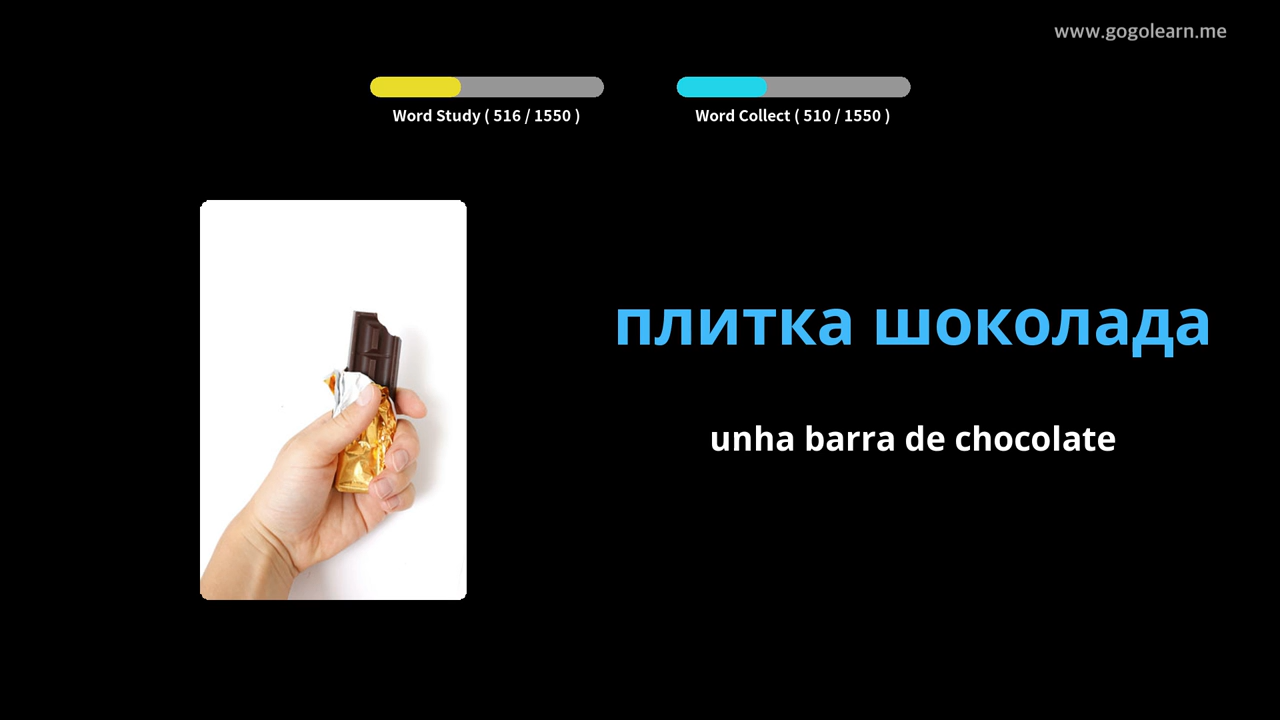 www.gogolearn.me
Word Study ( 516 / 1550 )
Word Collect ( 510 / 1550 )
плитка шоколада
unha barra de chocolate